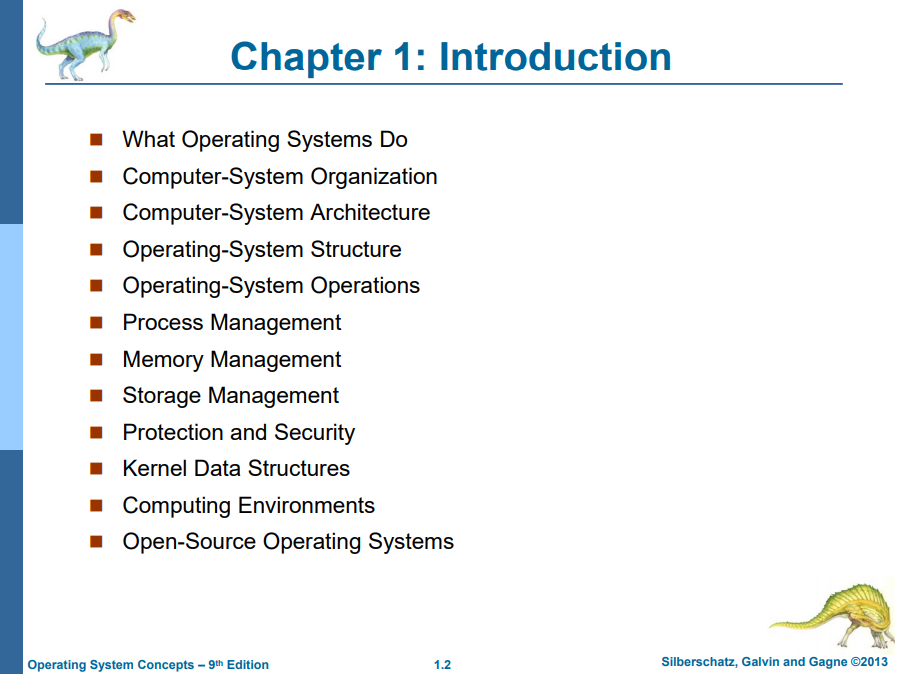 Chapter 1: Introduction
What Operating Systems Do
Computer-System Organization
Computer-System Architecture
Operating-System Structure
Operating-System Operations
Process Management
Memory Management
Storage Management
Protection and Security
Kernel Data Structures
Computing Environments
Open-Source Operating Systems
Operating System Concepts – 9th Edition
1.2
Silberschatz, Galvin and Gagne ©2013